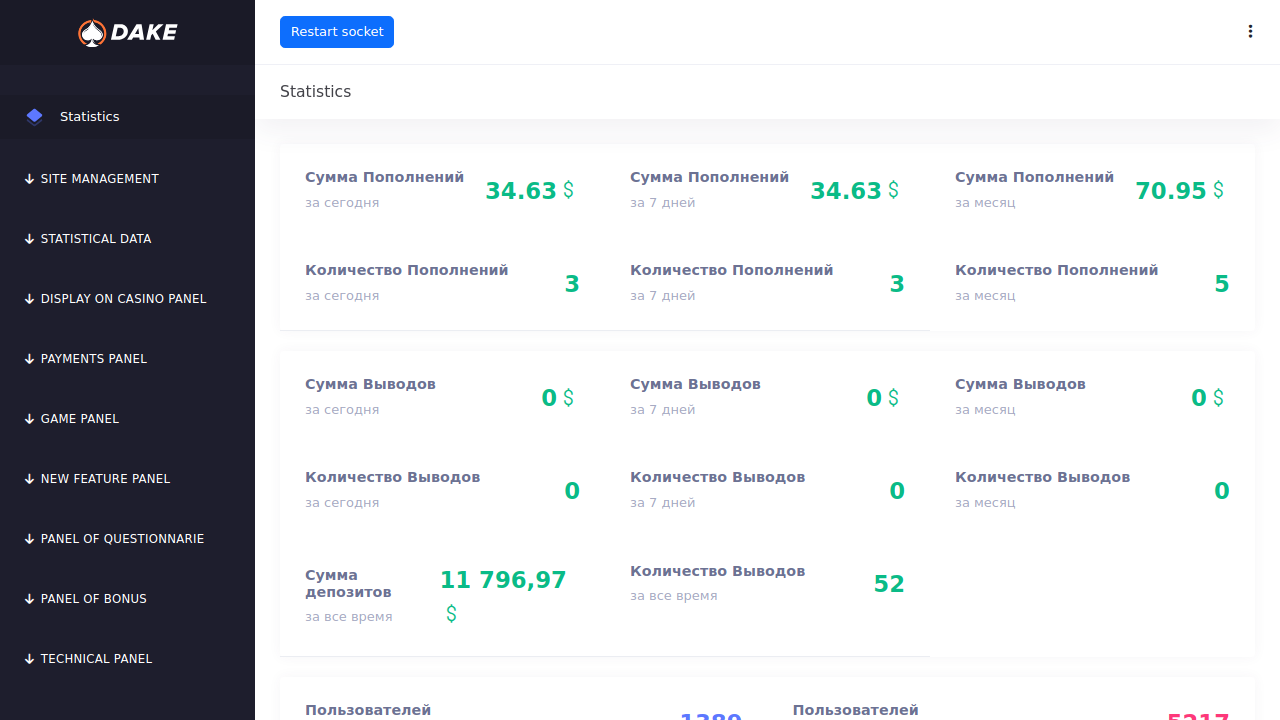 DAKE
Restart socket
Statistics
Statistics
SITE MANAGEMENT
STATISTICAL DATA
DISPLAY ON CASINO PANEL
PAYMENTS PANEL
GAME PANEL
NEW FEATURE PANEL
PANEL OF QUESTIONNARIE
PANEL OF BONUS
TECHNICAL PANEL
Сумма Пополнений
за сегодня
34.63 $
Сумма Пополнений
за 7 дней
34.63 $
Сумма Пополнений
за месяц
70.95 $
Количество Пополнений
за сегодня
3
Количество Пополнений
за 7 дней
3
Количество Пополнений
за месяц
5
Сумма Выводов
за сегодня
0 $
Сумма Выводов
за 7 дней
0 $
Сумма Выводов
за месяц
0 $
Количество Выводов
за сегодня
0
Количество Выводов
за 7 дней
0
Количество Выводов
за месяц
0
Сумма
депозитов
за все время
11 796,97
$
Количество Выводов
за все время
52
Пользователей
1389
Пользователей
5217